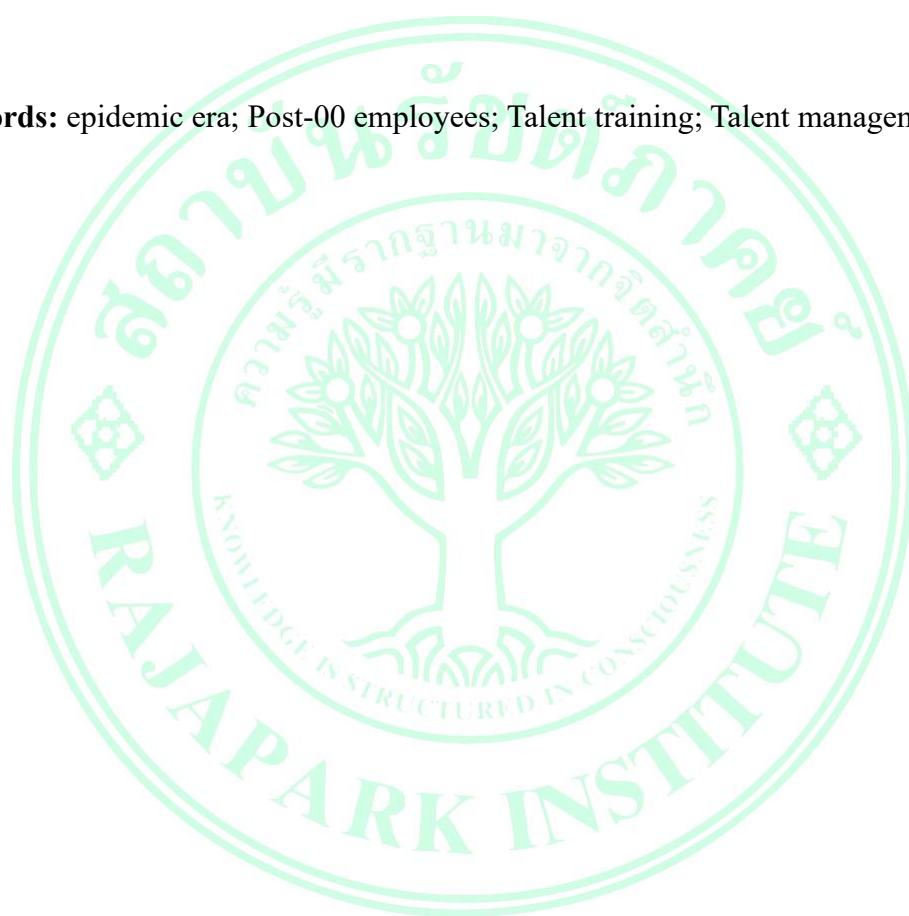 ords: epidemic era; Post-00 employees; Talent training; Talent managem
สถาบันรัชต์ภาคย์
ความรู้มีรากฐานมาจากจิตสำนึก
KNOWLEDGE IS STRUCTURED IN CONSCIOUSNESS
RAJAPARK INSTITUTE